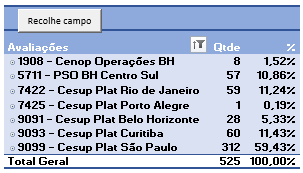 Recolhe campo
Avaliações Qtde %
1908 - Cenop Operações BH 8 1,52%
5711 - PSO BH Centro Sul 57 10,86%
7422 - Cesup Plat Rio de Janeiro 59 11,24%
7425 - Cesup Plat Porto Alegre 1 0,19%
9091 - Cesup Plat Belo Horizonte 28 5,33%
9093 - Cesup Plat Curitiba 60 11,43%
9099 - Cesup Plat São Paulo 312 59,43%
Total Geral 525 100,00%